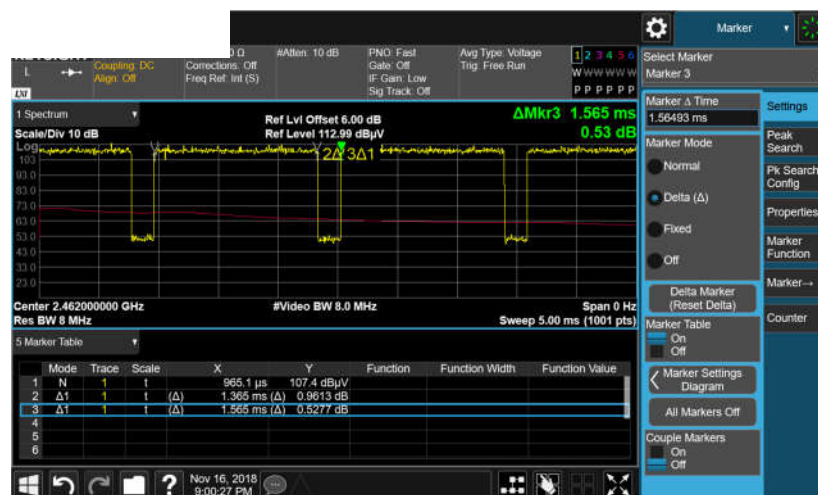 Marker
L
Coupling: DC
Align: Off
Corrections: Off
Freq Ref: Int (S)
#Atten: 10 dB
PNO: Fast
Gate: Off
IF Gain: Low
Sig Track: Off
Avg Type: Voltage
Trig: Free Run
1 2 3 4 5 6
W W W W W W
P P P P P P
LXI
Select Marker
Marker 3
1 Spectrum
Scale/Div 10 dB
Ref Lvl Offset 6.00 dB
Ref Level 112.99 dBµV
ΔMkr3 1.565 ms
0.53 dB
Log
103
93.0
83.0
73.0
63.0
53.0
43.0
33.0
23.0
2Δ 3Δ1
Center 2.462000000 GHz
Res BW 8 MHz
#Video BW 8.0 MHz
Span 0 Hz
Sweep 5.00 ms (1001 pts)
5 Marker Table
Mode Trace Scale X Y Function Function Width Function Value
1 N 1 t 965.1 µs 107.4 dBµV
2 Δ1 1 t (Δ) 1.365 ms (Δ) 0.9613 dB
3 Δ1 1 t (Δ) 1.565 ms (Δ) 0.5277 dB
4
5
6
Marker Δ Time
1.56493 ms
Marker Mode
Normal
Delta (Δ)
Fixed
Off
Delta Marker
(Reset Delta)
Marker Table
On
Off
Marker Settings
Diagram
All Markers Off
Couple Markers
On
Off
Settings
Peak
Search
Pk Search
Config
Properties
Marker
Function
Marker→
Counter
?
Nov 16, 2018
9:00:27 PM